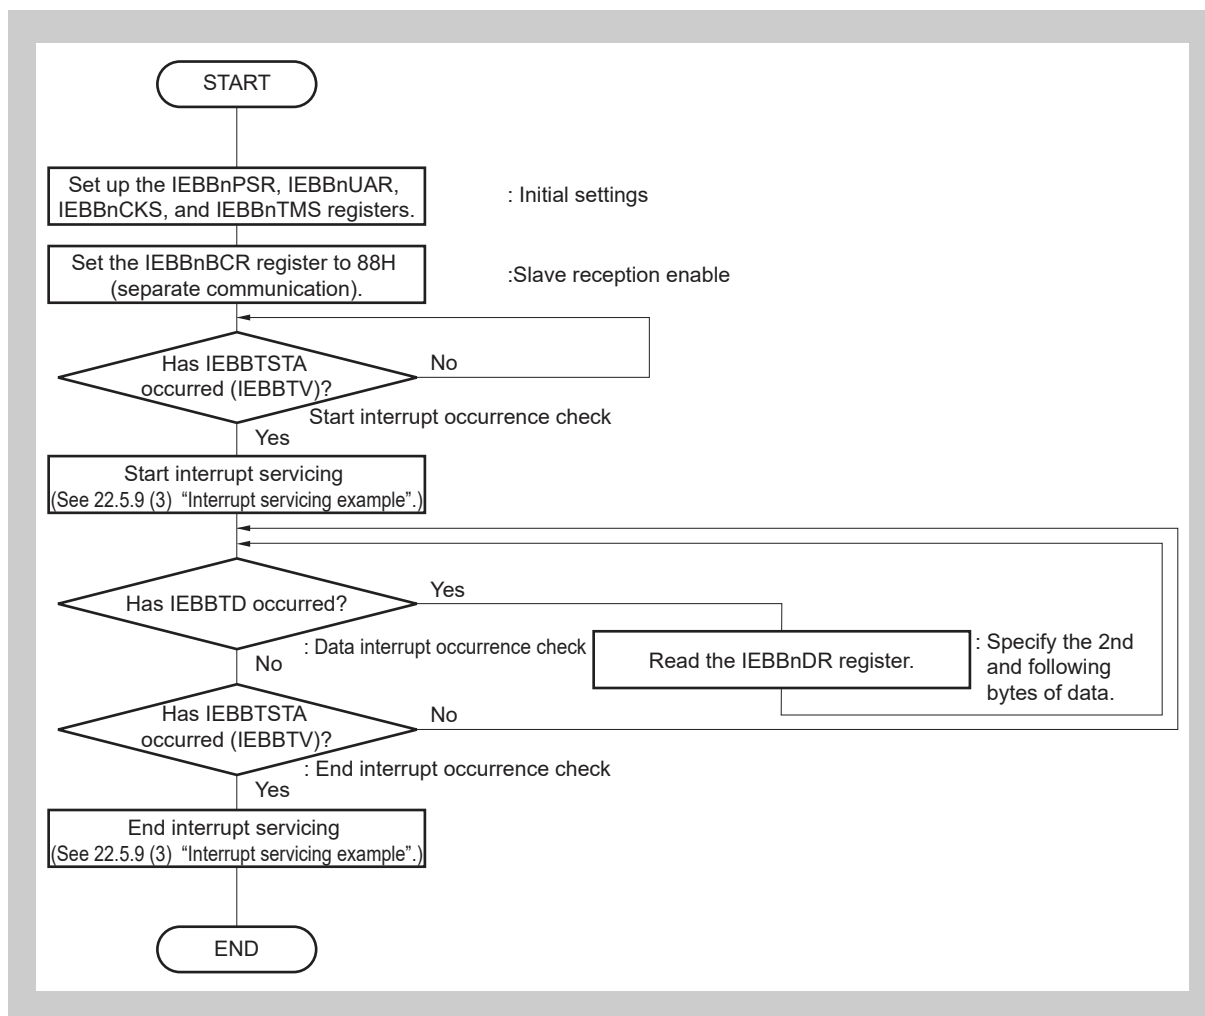 START
Set up the IEBBnPSR, IEBBnUAR,
IEBBnCKS, and IEBBnTMS registers.
: Initial settings
Set the IEBBnBCR register to 88H
(separate communication).
:Slave reception enable
Has IEBBTSTA
occurred (IEBBTV)?
No
Start interrupt occurrence check
Yes
Start interrupt servicing
(See 22.5.9 (3) “Interrupt servicing example”.)
Has IEBBTD occurred?
Yes
: Data interrupt occurrence check
No
Read the IEBBnDR register.
: Specify the 2nd
and following
bytes of data.
Has IEBBTSTA
occurred (IEBBTV)?
No
: End interrupt occurrence check
Yes
End interrupt servicing
(See 22.5.9 (3) “Interrupt servicing example”.)
END